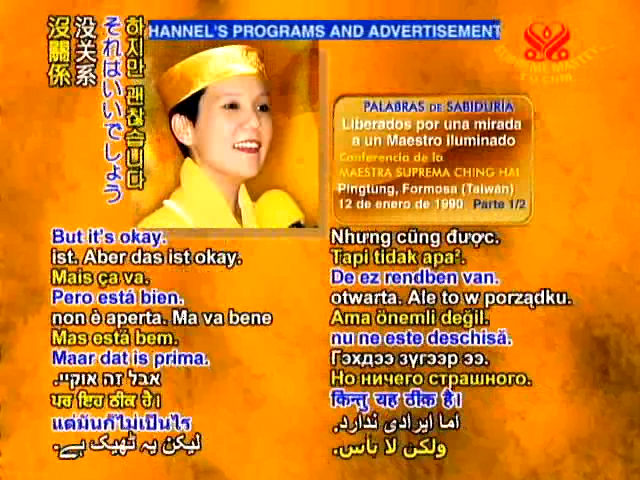 HANNEL'S PROGRAMS AND ADVERTISEMENT
沒關係
没关系
それはいいでしょう
하지만 괜찮습니다
PALABRAS DE SABIDURÍA
Liberados por una mirada
a un Maestro iluminado
Conferencia de la
MAESTRA SUPREMA CHING HAI
Pingtung, Formosa (Taiwán)
12 de enero de 1990 Parte 1/2
But it's okay.
ist. Aber das ist okay.
Mais ça va.
Pero está bien.
non è aperta. Ma va bene
Mas está bem.
Maar dat is prima.
אבל זה אוקיי.
ਪਰ ਇਹ ਠੀਕ ਹੈ।
แต่มันก็ไม่เป็นไร
لیکن یہ ٹھیک ہے.
Nhưng cũng được.
Tapi tidak apa².
De ez rendben van.
otwarta. Ale to w porządku.
Ama önemli değil.
nu ne este deschisă.
Гэхдээ зүгээр ээ.
Но ничего страшного.
किन्तु यह ठीक है।
اما ایرادی ندارد.
ولكن لا بأس.